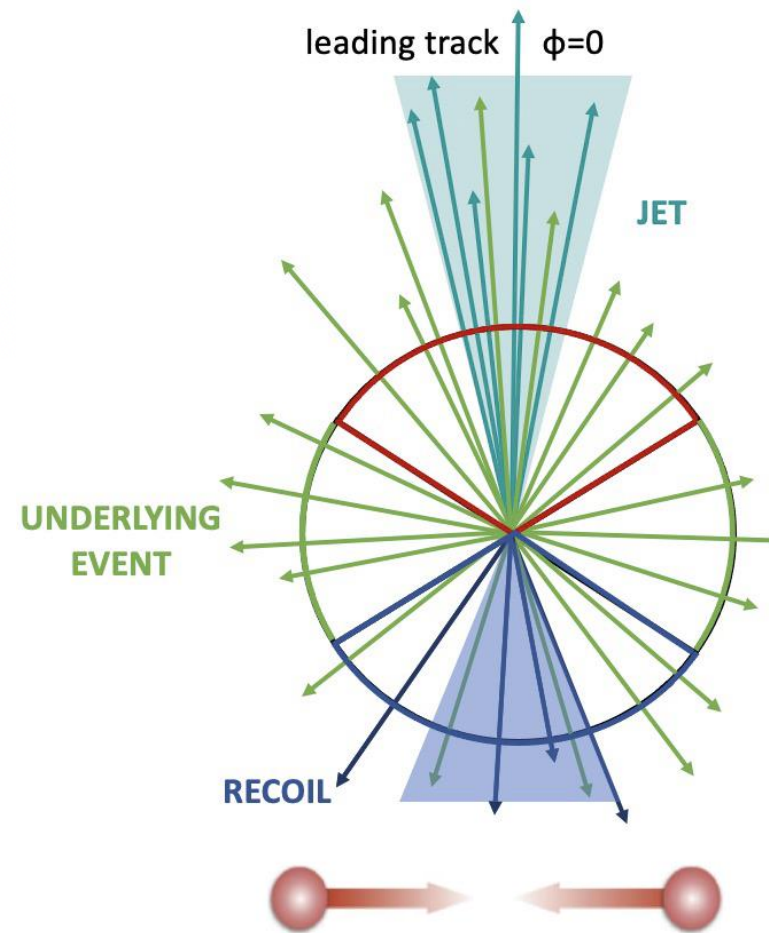 leading track ϕ=0
JET
UNDERLYING
EVENT
RECOIL